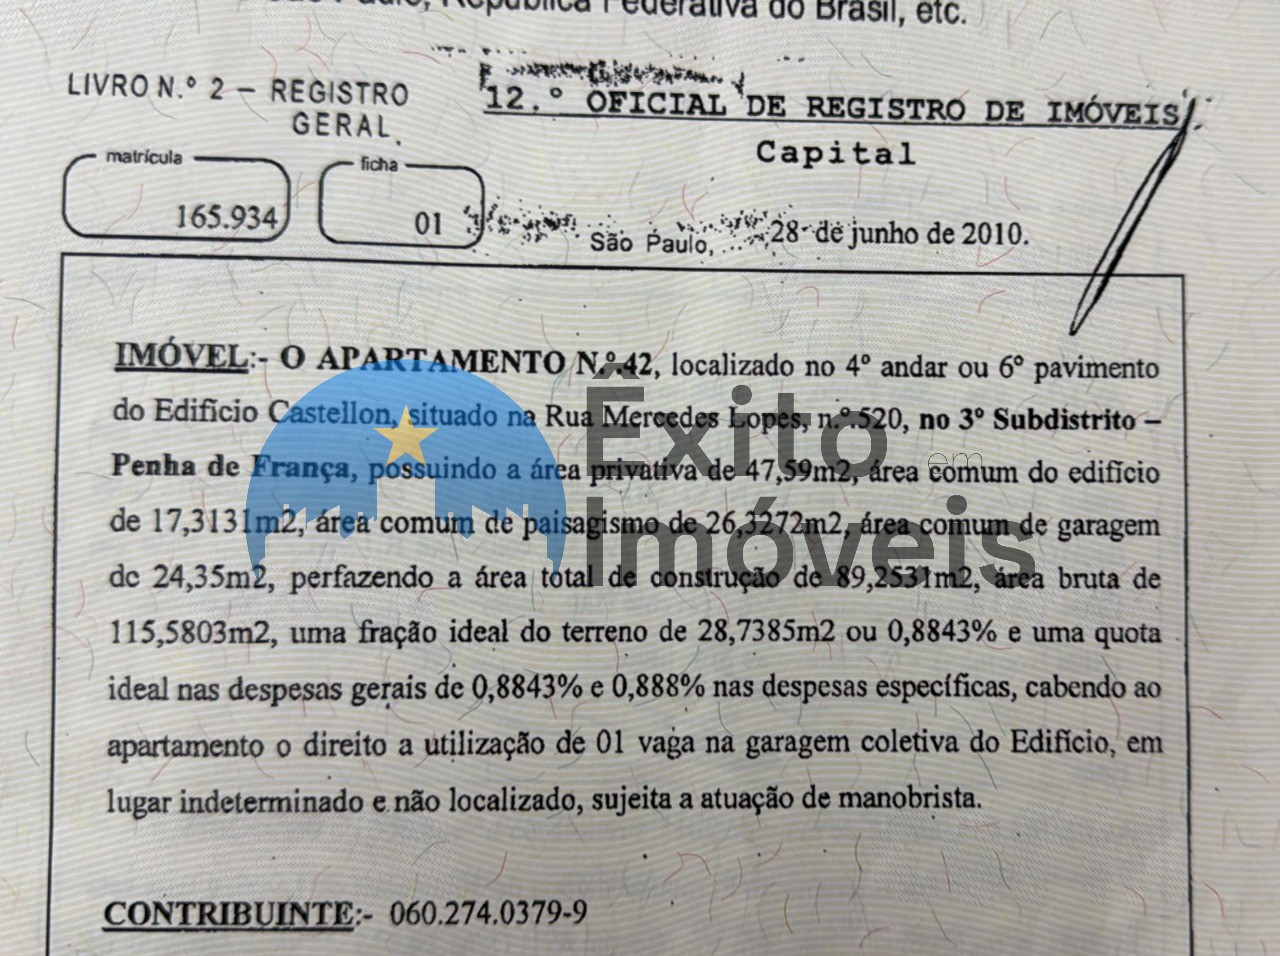 Paulo, República Federativa do Brasil, etc.
LIVRO N.º 2 – REGISTRO
GERAL
12.º OFICIAL DE REGISTRO DE IMÓVEIS
Capital
matrícula
165.934
ficha
01
São Paulo, 28 de junho de 2010.
IMÓVEL:- O APARTAMENTO N.º.42, localizado no 4º andar ou 6º pavimento
do Edifício Castellon, situado na Rua Mercedes Lopes, n.º.520, no 3º Subdistrito –
Penha de França, possuindo a área privativa de 47,59m2, área comum do edifício
de 17,3131m2, área comum de paisagismo de 26,3272m2, área comum de garagem
de 24,35m2, perfazendo a área total de construção de 89,2531m2, área bruta de
115,5803m2, uma fração ideal do terreno de 28,7385m2 ou 0,8843% e uma quota
ideal nas despesas gerais de 0,8843% e 0,888% nas despesas específicas, cabendo ao
apartamento o direito a utilização de 01 vaga na garagem coletiva do Edifício, em
lugar indeterminado e não localizado, sujeita a atuação de manobrista.
CONTRIBUINTE:- 060.274.0379-9
Êxito em
Imóveis